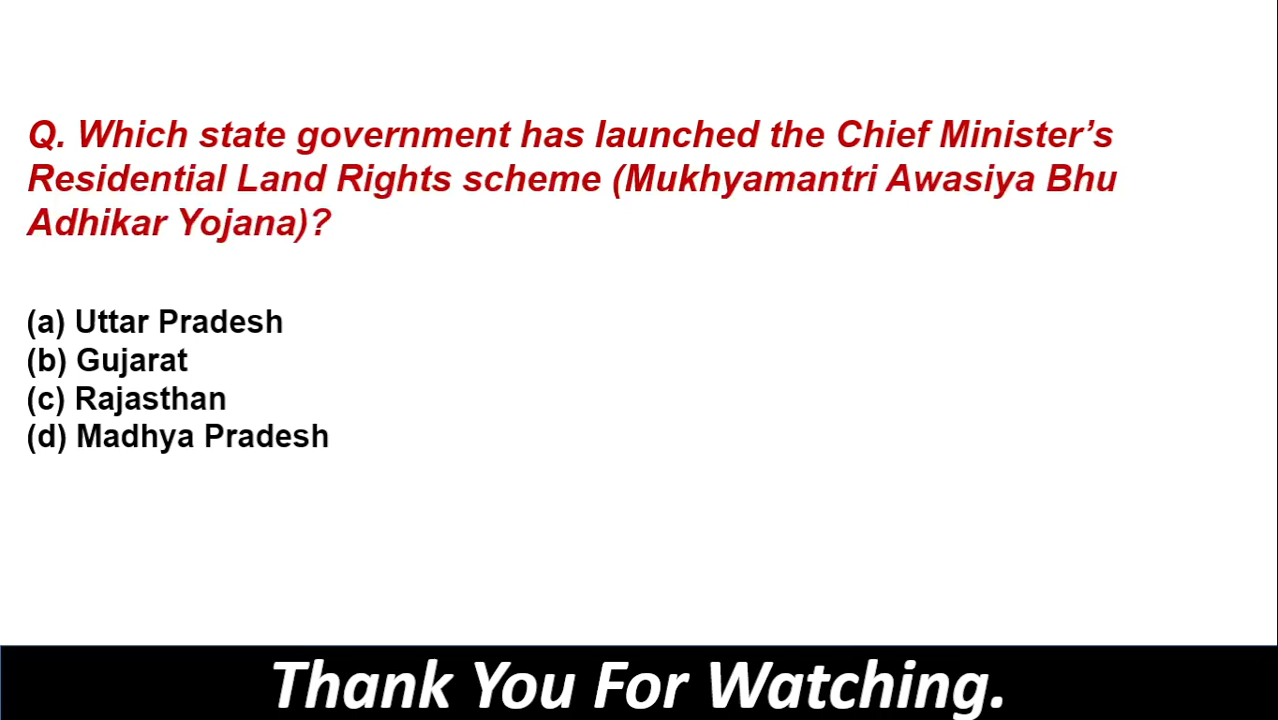 Q. Which state government has launched the Chief Minister’s
Residential Land Rights scheme (Mukhyamantri Awasiya Bhu
Adhikar Yojana)?
(a) Uttar Pradesh
(b) Gujarat
(c) Rajasthan
(d) Madhya Pradesh
Thank You For Watching.